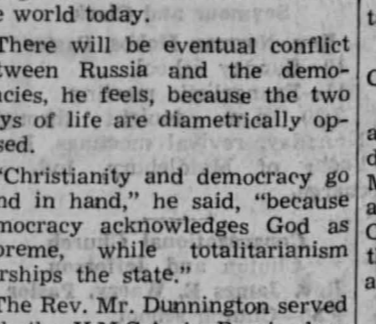 e world today.
There will be eventual conflict
tween Russia and the demo-
acies, he feels, because the two
ys of life are diametrically op-
sed.
"Christianity and democracy go
nd in hand," he said, "because
mocracy acknowledges God as
preme, while totalitarianism
rships the state."
The Rev. Mr. Dunnington served